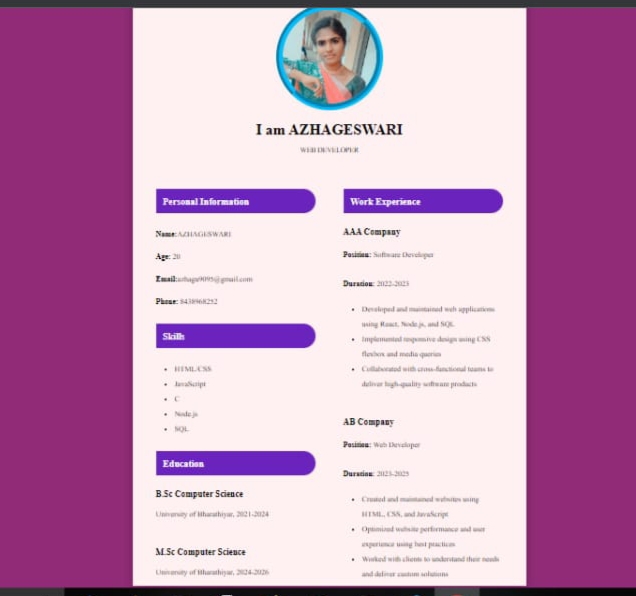 I am AZHAGESWARI
WEB DEVELOPER
Personal Information
Name: AZHAGESWARI
Age: 20
Email:azhagu9095@gmail.com
Phone: 8438968252
Skills
HTML/CSS
JavaScript
C
Node.js
SQL
Education
B.Sc Computer Science
University of Bharathiyar, 2021-2024
M.Sc Computer Science
University of Bharathiyar, 2024-2026
Work Experience
AAA Company
Position: Software Developer
Duration: 2022-2023
Developed and maintained web applications
using React, Node.js, and SQL
Implemented responsive design using CSS
flexbox and media queries
Collaborated with cross-functional teams to
deliver high-quality software products
AB Company
Position: Web Developer
Duration: 2023-2025
Created and maintained websites using
HTML, CSS, and JavaScript
Optimized website performance and user
experience using best practices
Worked with clients to understand their needs
and deliver custom solutions